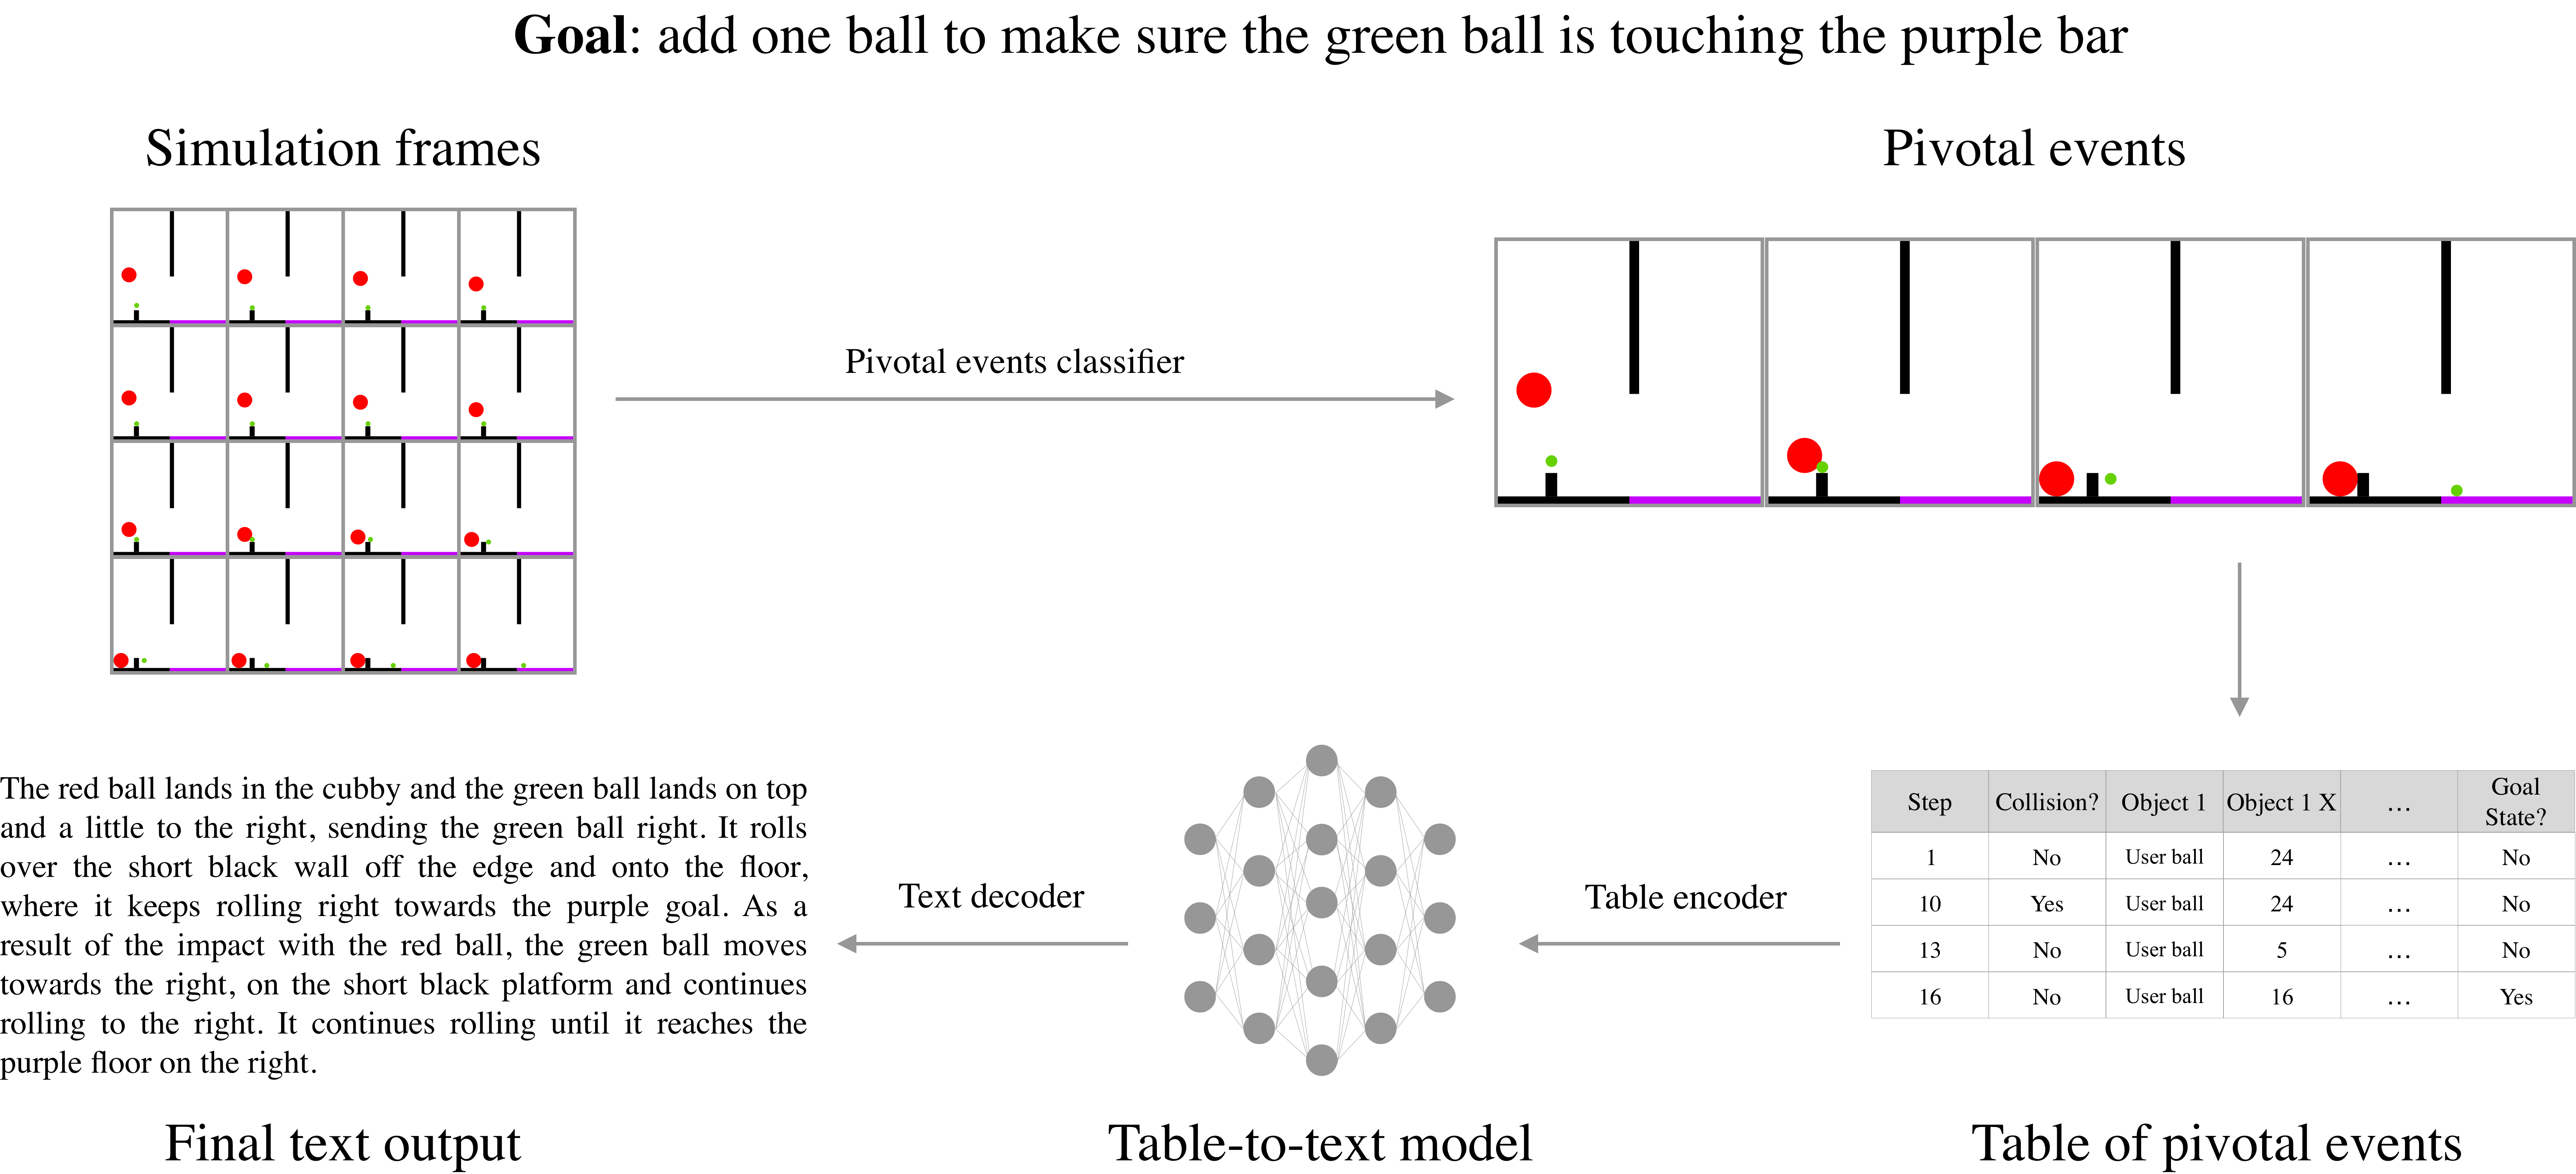 Goal: add one ball to make sure the green ball is touching the purple bar
Simulation frames
Pivotal events
Pivotal events classifier
The red ball lands in the cubby and the green ball lands on top
and a little to the right, sending the green ball right. It rolls
over the short black wall off the edge and onto the floor,
where it keeps rolling right towards the purple goal. As a
result of the impact with the red ball, the green ball moves
towards the right, on the short black platform and continues
rolling to the right. It continues rolling until it reaches the
purple floor on the right.
Text decoder
Table encoder
Step Collision? Object 1 Object 1 X … Goal State?
1 No User ball 24 … No
10 Yes User ball 24 … No
13 No User ball 5 … No
16 No User ball 16 … Yes
Final text output
Table-to-text model
Table of pivotal events